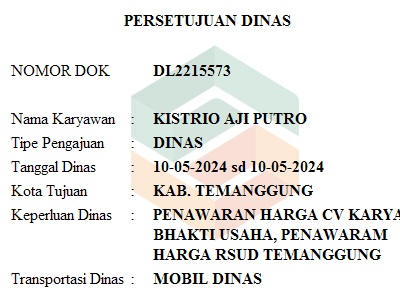 PERSETUJUAN DINAS
NOMOR DOK DL2215573
Nama Karyawan : KISTRIO AJI PUTRO
Tipe Pengajuan : DINAS
Tanggal Dinas : 10-05-2024 sd 10-05-2024
Kota Tujuan : KAB. TEMANGGUNG
Keperluan Dinas : PENAWARAN HARGA CV KARYA
BHAKTI USAHA, PENAWARAM
HARGA RSUD TEMANGGUNG
Transportasi Dinas : MOBIL DINAS